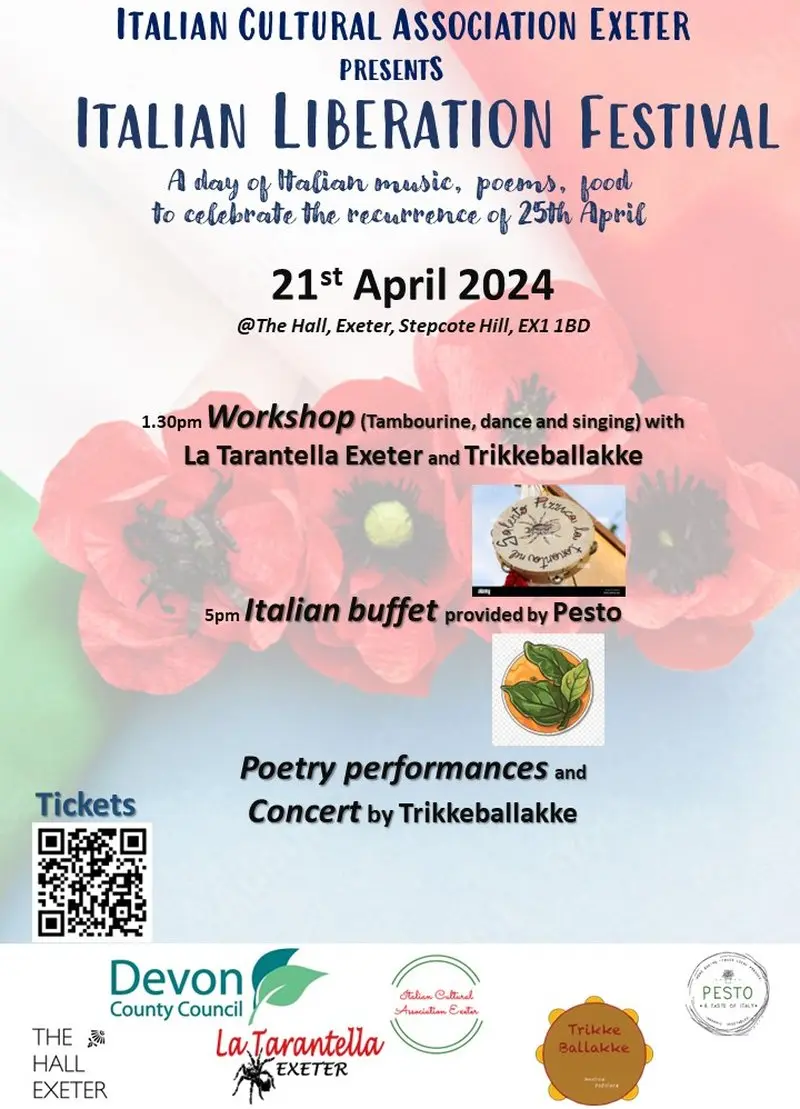 ITALIAN CULTURAL ASSOCIATION EXETER
PRESENTS
ITALIAN LIBERATION FESTIVAL
A day of Italian music, poems, food
to celebrate the recurrence of 25th April
21st April 2024
@The Hall, Exeter, Stepcote Hill, EX1 1BD
1.30pm Workshop (Tambourine, dance and singing) with
La Tarantella Exeter and Trikkeballakke
Salento Pizzica la taranta
5pm Italian buffet provided by Pesto
Poetry performances and
Concert by Trikkeballakke
Tickets
Devon
County Council
Italian Cultural
Association Exeter
PESTO
A TASTE OF ITALY
THE
HALL
EXETER
La Tarantella
EXETER
Trikke
Ballakke